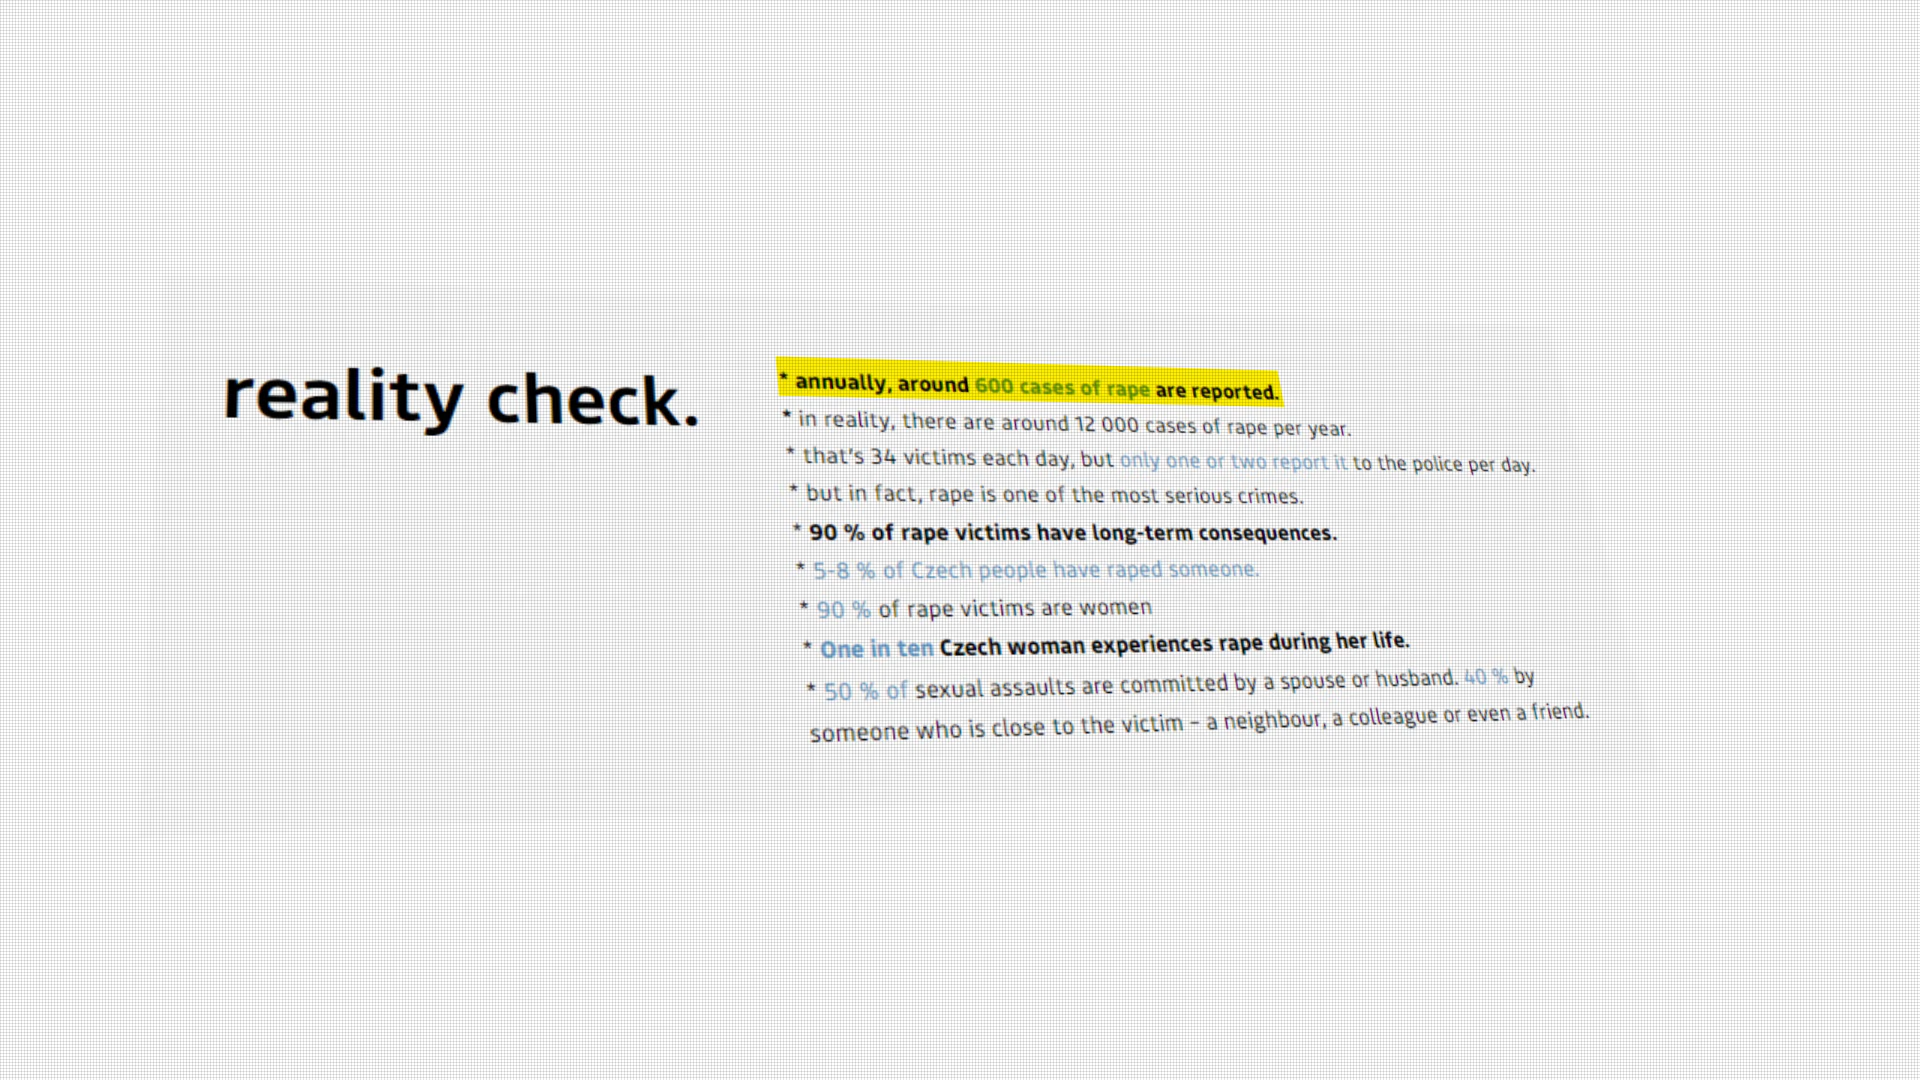 reality check.
* annually, around 600 cases of rape are reported.
* in reality, there are around 12 000 cases of rape per year.
* that's 34 victims each day, but only one or two report it to the police per day.
* but in fact, rape is one of the most serious crimes.
* 90 % of rape victims have long-term consequences.
* 5-8 % of Czech people have raped someone.
* 90 % of rape victims are women
* One in ten Czech woman experiences rape during her life.
* 50 % of sexual assaults are committed by a spouse or husband. 40 % by
someone who is close to the victim – a neighbour, a colleague or even a friend.